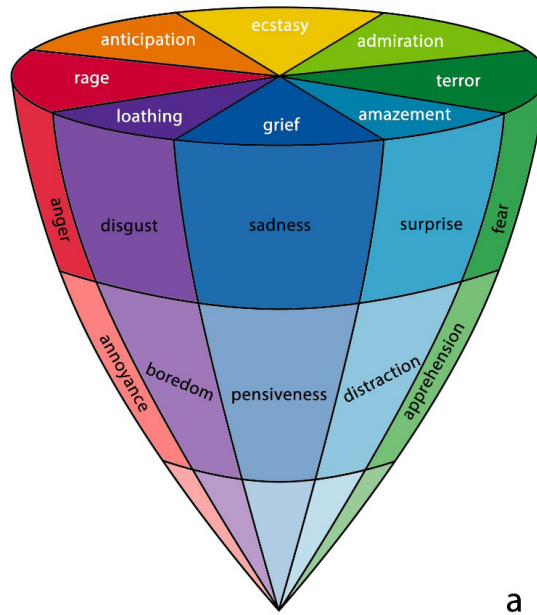 ecstasy
anticipation
admiration
rage
terror
loathing
amazement
grief
anger
disgust
sadness
surprise
fear
annoyance
boredom
pensiveness
distraction
apprehension
a